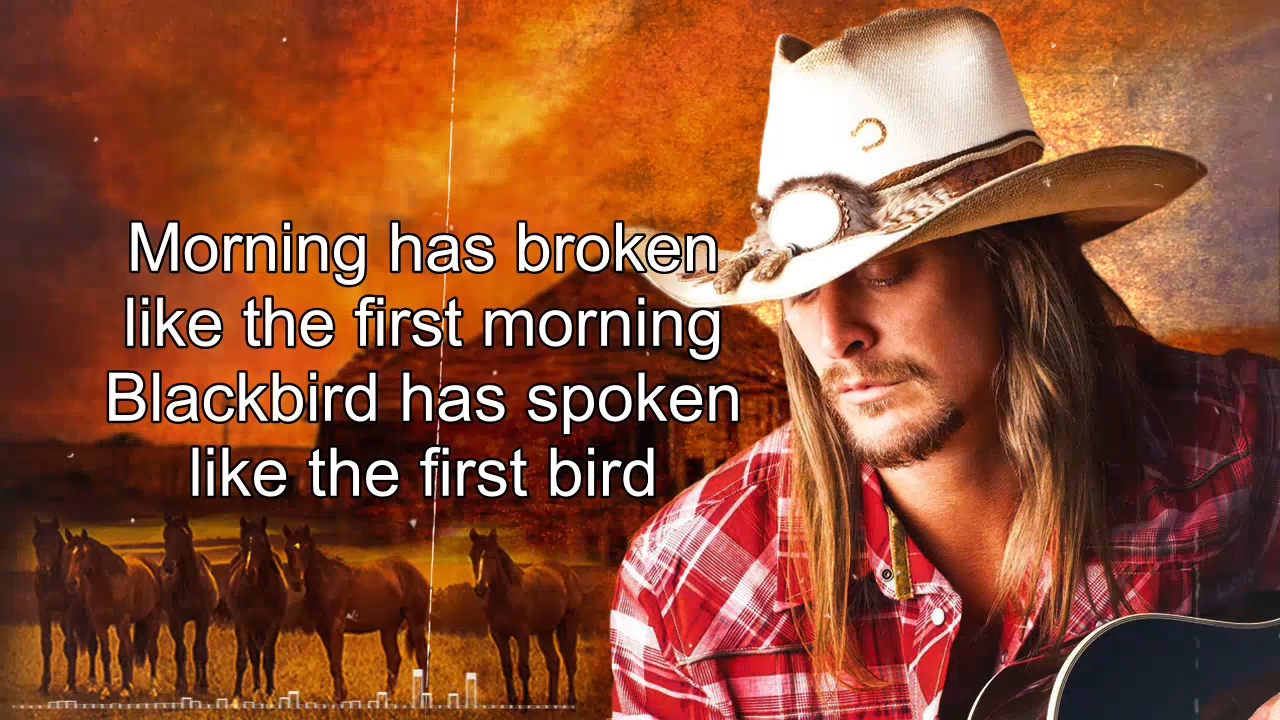 Morning has broken
like the first morning
Blackbird has spoken
like the first bird